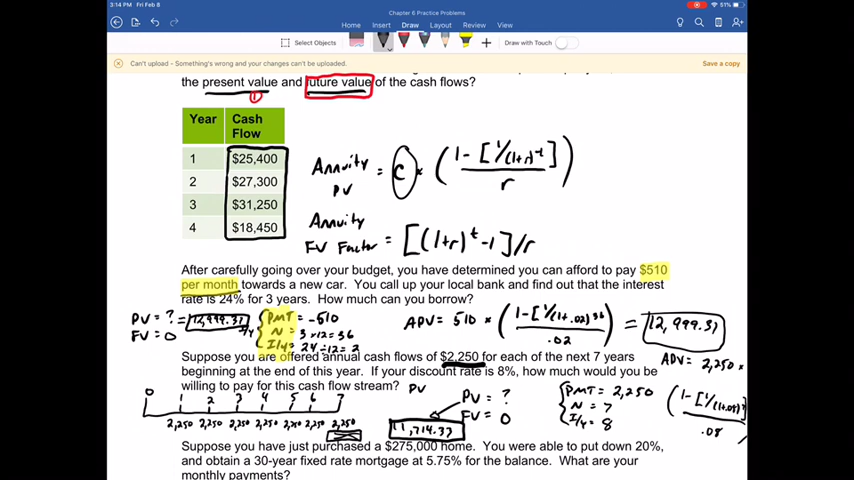 3:14 PM Fri Feb 8
Chapter 6 Practice Problems
51%
Home Insert Draw Layout Review View
Select Objects
Draw with Touch
Can't upload - Something's wrong and your changes can't be uploaded.
Save a copy
the present value and future value of the cash flows?
1
Year Cash Flow
1 $25,400
2 $27,300
3 $31,250
4 $18,450
Annuity PV = C * (1-[1/(1+r)^t] / r)
Annuity FV Factor = [(1+r)^t -1]/r
After carefully going over your budget, you have determined you can afford to pay $510
per month towards a new car. You call up your local bank and find out that the interest
rate is 24% for 3 years. How much can you borrow?
PV = ? = 12,999.31
FV = 0
PMT = -510
N = 3 ×12 = 36
I/Y = 24 ÷12 = 2
APV = 510 * (1-[1/(1+.02)^36] / .02) = 12,999.31
Suppose you are offered annual cash flows of $2,250 for each of the next 7 years
beginning at the end of this year. If your discount rate is 8%, how much would you be
willing to pay for this cash flow stream? PV
0 1 2 3 4 5 6 7
2,250 2,250 2,250 2,250 2,250 2,250 2,250
PV = ?
FV = 0
11,714.33
PMT = 2,250
N = 7
I/Y = 8
APV = 2,250 *
(1-[1/(1+.08)
.08
Suppose you have just purchased a $275,000 home. You were able to put down 20%,
and obtain a 30-year fixed rate mortgage at 5.75% for the balance. What are your
monthly payments?